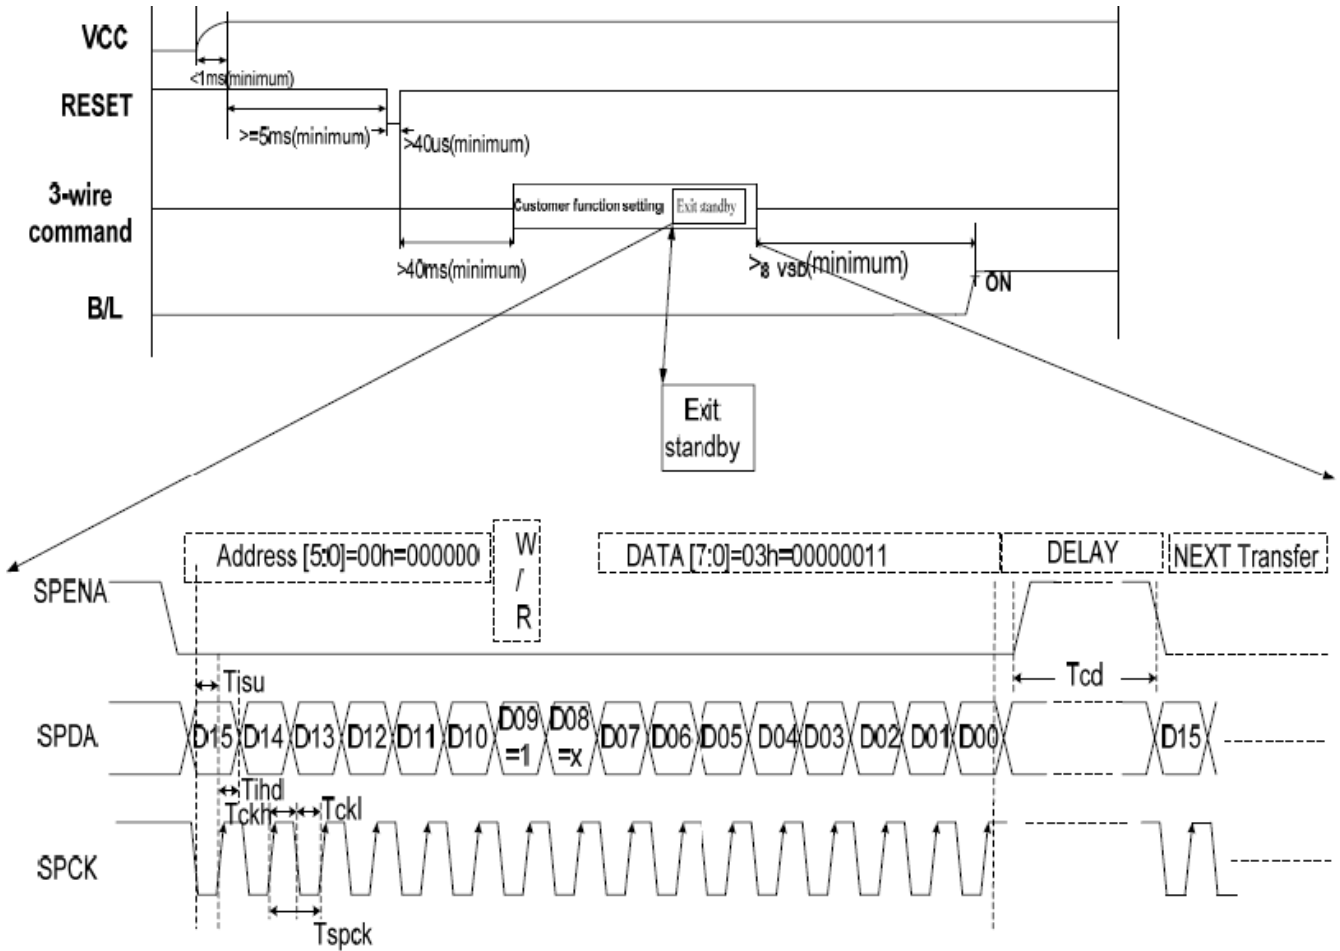 VCC
<1ms(minimum)
RESET
>=5ms(minimum)
>40us(minimum)
3-wire
command
Customer function setting
Exit standby
>40ms(minimum)
>8 VSD(minimum)
ON
B/L
Exit
standby
Address [5:0]=00h=000000
W
/
R
DATA [7:0]=03h=00000011
DELAY
NEXT Transfer
SPENA
Tisu
Tcd
SPDA
D15 D14 D13 D12 D11 D10 D09 =1 D08 =x D07 D06 D05 D04 D03 D02 D01 D00 D15
Tihd
Tckh Tckl
SPCK
Tspck